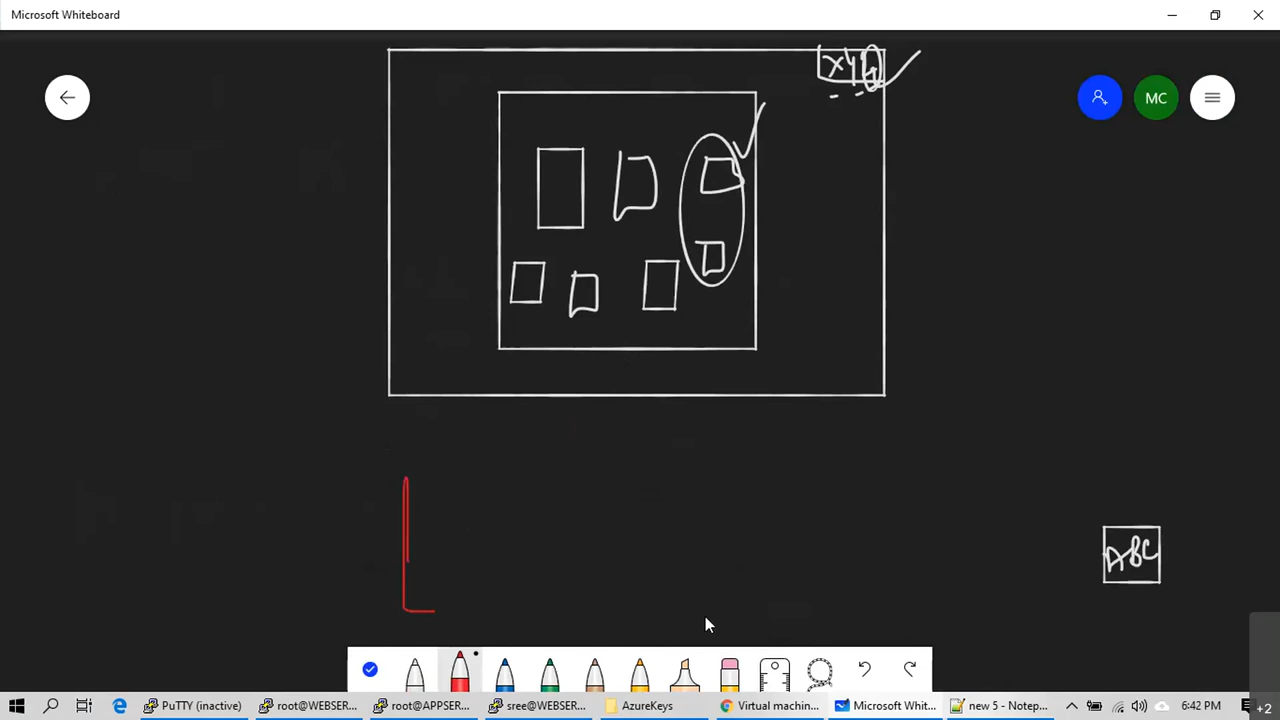 Microsoft Whiteboard
MC
ABC
PuTTY (inactive)
root@WEBSER...
root@APPSER...
sree@WEBSER...
AzureKeys
Virtual machin...
Microsoft Whit...
new 5 - Notep...
6:42 PM
+2